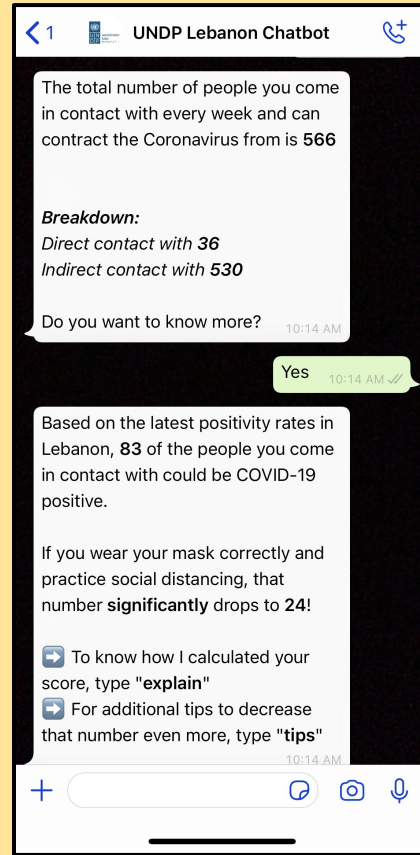 1
UNDP Lebanon Chatbot
The total number of people you come
in contact with every week and can
contract the Coronavirus from is 566
Breakdown:
Direct contact with 36
Indirect contact with 530
Do you want to know more?
10:14 AM
Yes
10:14 AM
Based on the latest positivity rates in
Lebanon, 83 of the people you come
in contact with could be COVID-19
positive.
If you wear your mask correctly and
practice social distancing, that
number significantly drops to 24!
➡️ To know how I calculated your
score, type "explain"
➡️ For additional tips to decrease
that number even more, type "tips"
10:14 AM